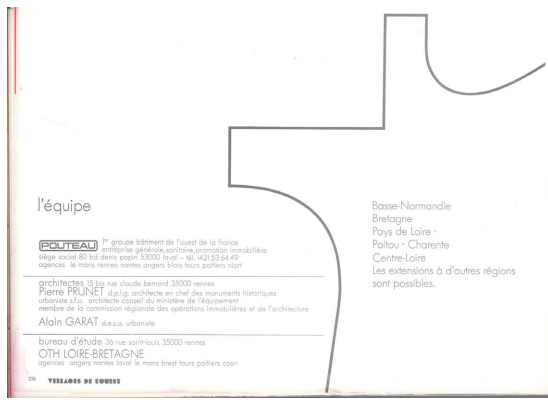 l'équipe
POUTEAU 1er groupe bâtiment de l'ouest de la france
entreprise générale, sanitaire, promotion immobilière
siège social 80 bd denis papin 53000 laval - tél. (42) 53 64 49
agences le mans rennes nantes angers blois tours poitiers niort
architectes 15 bis rue claude bernard 35000 rennes
Pierre PRUNET d.p.l.g. architecte en chef des monuments historiques
urbaniste s.f.u. architecte conseil du ministère de l'équipement
membre de la commission régionale des opérations immobilières et de l'architecture
Alain GARAT d.e.s.a. urbaniste
bureau d'étude 36 rue saint-louis 35000 rennes
OTH LOIRE-BRETAGNE
agences angers nantes laval le mans brest tours poitiers caen
216 VILLAGES DE L'OUEST
Basse-Normandie
Bretagne
Pays de Loire -
Poitou - Charente
Centre-Loire
Les extensions à d'autres régions
sont possibles.